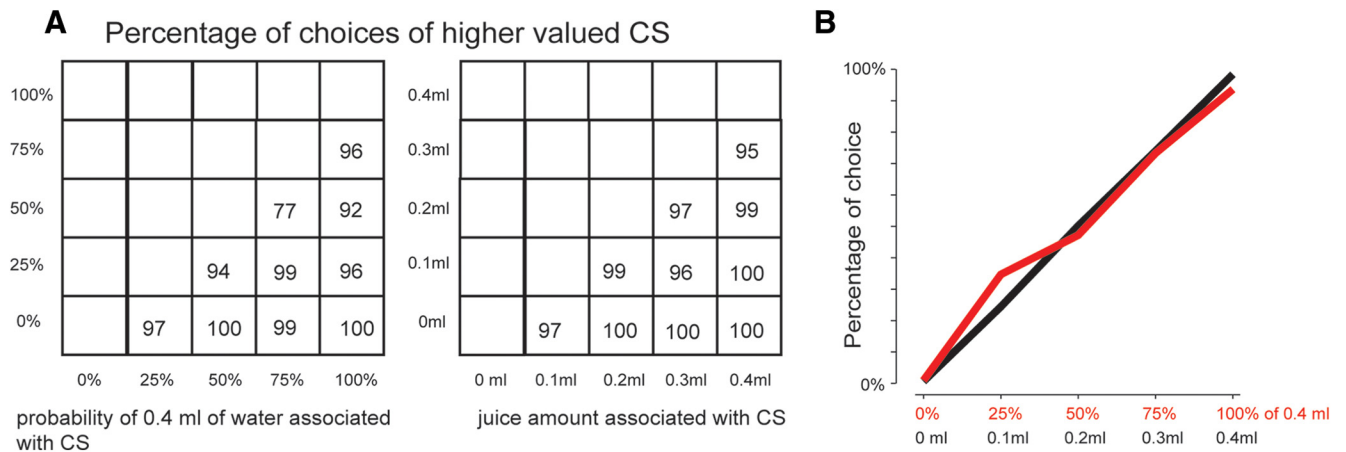 A
Percentage of choices of higher valued CS
100%
75% 96
50% 77 92
25% 94 99 96
0% 97 100 99 100
0% 25% 50% 75% 100%
probability of 0.4 ml of water associated
with CS
0.4ml
0.3ml 95
0.2ml 97 99
0.1ml 99 96 100
0ml 97 100 100 100
0 ml 0.1ml 0.2ml 0.3ml 0.4ml
juice amount associated with CS
B
100%
Percentage of choice
0%
0% 25% 50% 75% 100% of 0.4 ml
0 ml 0.1ml 0.2ml 0.3ml 0.4ml